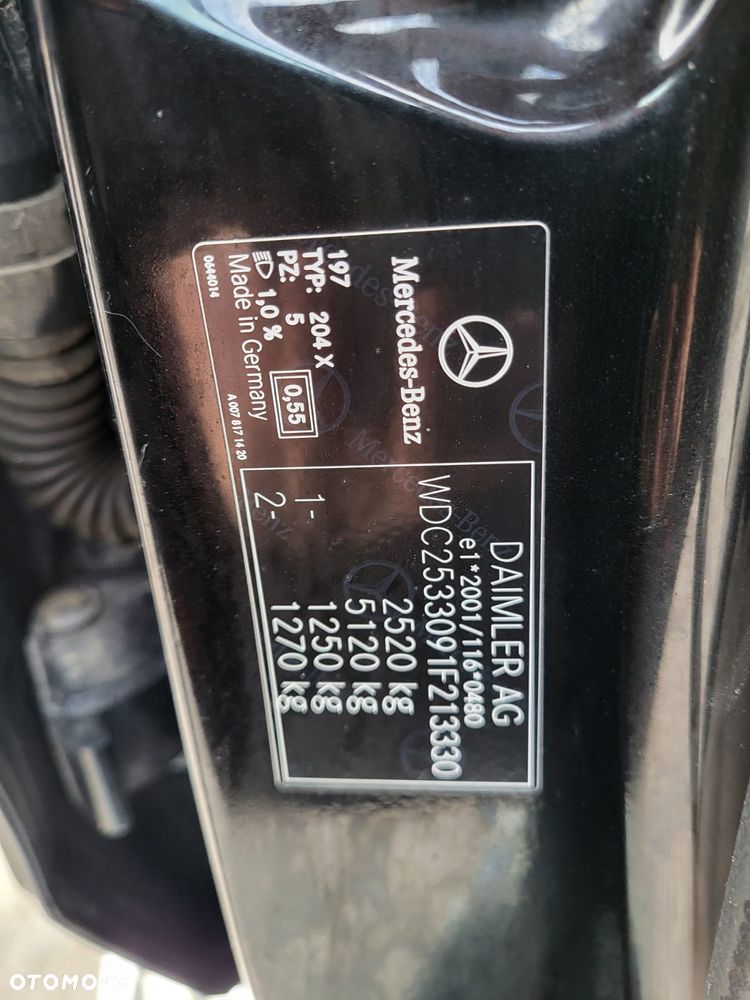 Mercedes-Benz
197
TYP: 204 X
PZ: 5
1,0 % 0,55
Made in Germany
0644014
A 007 817 14 20
DAIMLER AG
e1*2001/116*0480
WDC2533091F213330
2520 kg
5120 kg
1- 1250 kg
2- 1270 kg
OTOMOTO